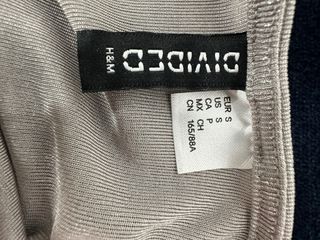 DIVIDED
H&M
EUR S
US S
CA P
MX CH
CN 165/88A